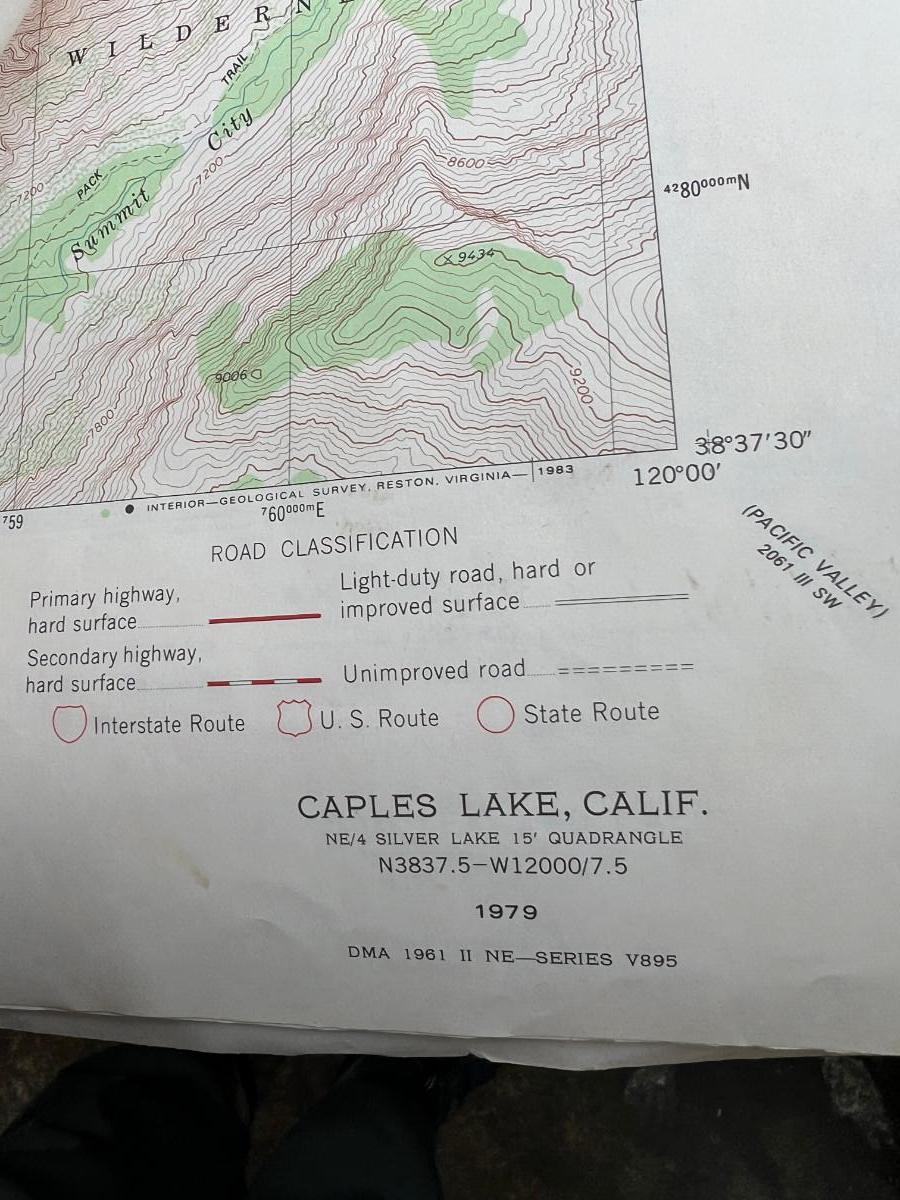 WILDERN
TRAIL
City
7200
8600
4280000mN
7200
PACK
Summit
9434
9006
9200
7800
38°37'30"
120°00'
INTERIOR—GEOLOGICAL SURVEY, RESTON, VIRGINIA—1983
759
760000mE
(PACIFIC VALLEY)
2061 III SW
ROAD CLASSIFICATION
Primary highway,
hard surface
Light-duty road, hard or
improved surface
Secondary highway,
hard surface
Unimproved road
Interstate Route
U. S. Route
State Route
CAPLES LAKE, CALIF.
NE/4 SILVER LAKE 15' QUADRANGLE
N3837.5—W12000/7.5
1979
DMA 1961 II NE—SERIES V895